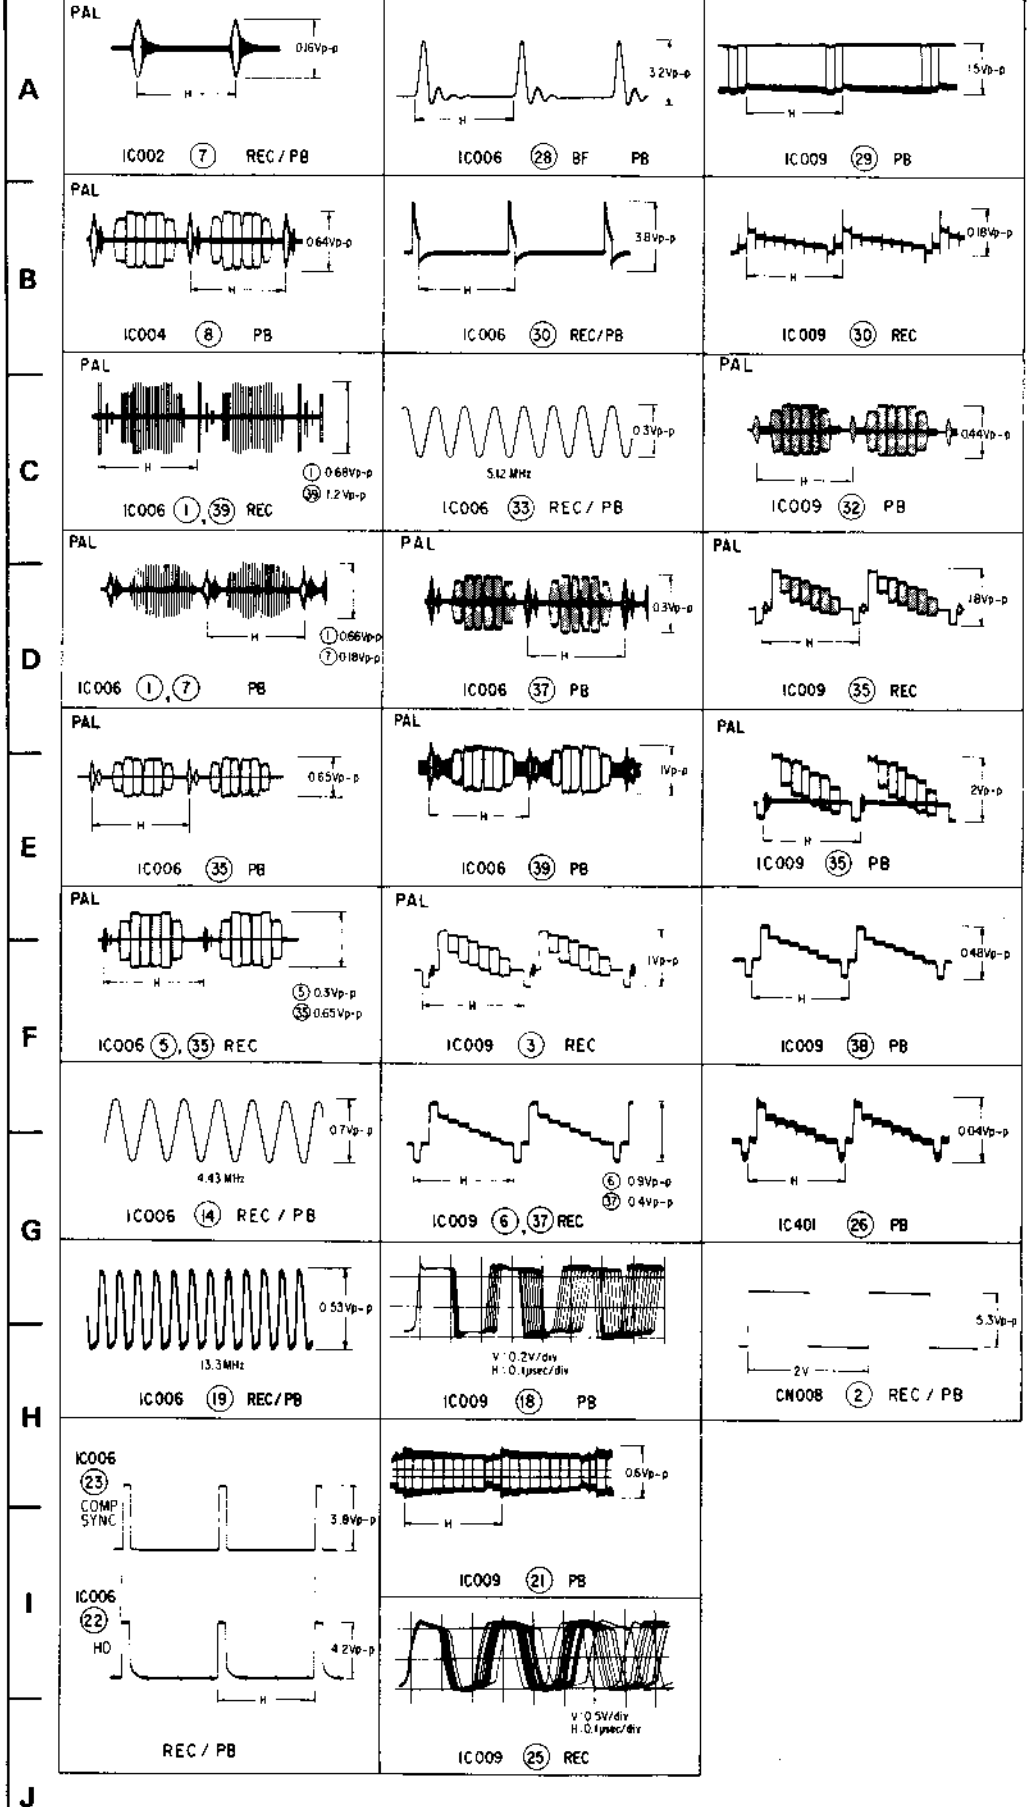 A
PAL
0.16Vp-p
H
IC002 7 REC/PB
3.2Vp-p
H
IC006 28 BF PB
H
IC009 29 PB
B
PAL
0.64Vp-p
H
IC004 8 PB
3.8Vp-p
H
IC006 30 REC/PB
0.18Vp-p
H
IC009 30 REC
C
PAL
H
1 0.68Vp-p
39 1.2Vp-p
IC006 1, 39 REC
0.3Vp-p
5.12 MHz
IC006 33 REC/PB
PAL
0.44Vp-p
H
IC009 32 PB
D
PAL
H
1 0.66Vp-p
7 0.18Vp-p
IC006 1, 7 PB
PAL
0.3Vp-p
H
IC006 37 PB
PAL
H
IC009 35 REC
E
PAL
0.65Vp-p
H
IC006 35 PB
PAL
1Vp-p
H
IC006 39 PB
PAL
2Vp-p
H
IC009 35 PB
F
PAL
H
5 0.3Vp-p
35 0.65Vp-p
IC006 5, 35 REC
PAL
1Vp-p
H
IC009 3 REC
0.48Vp-p
H
IC009 38 PB
G
0.7Vp-p
4.43 MHz
IC006 14 REC/PB
H
6 0.9Vp-p
37 0.4Vp-p
IC009 6, 37 REC
0.04Vp-p
H
IC401 26 PB
H
0.53Vp-p
13.3MHz
IC006 19 REC/PB
V : 0.2V/div
H : 0.1µsec/div
IC009 18 PB
5.3Vp-p
2V
CN008 2 REC/PB
I
IC006
23
COMP
SYNC
3.8Vp-p
IC006
22
HD
4.2Vp-p
H
REC/PB
0.6Vp-p
H
IC009 21 PB
V : 0.5V/div
H : 0.1µsec/div
IC009 25 REC
J